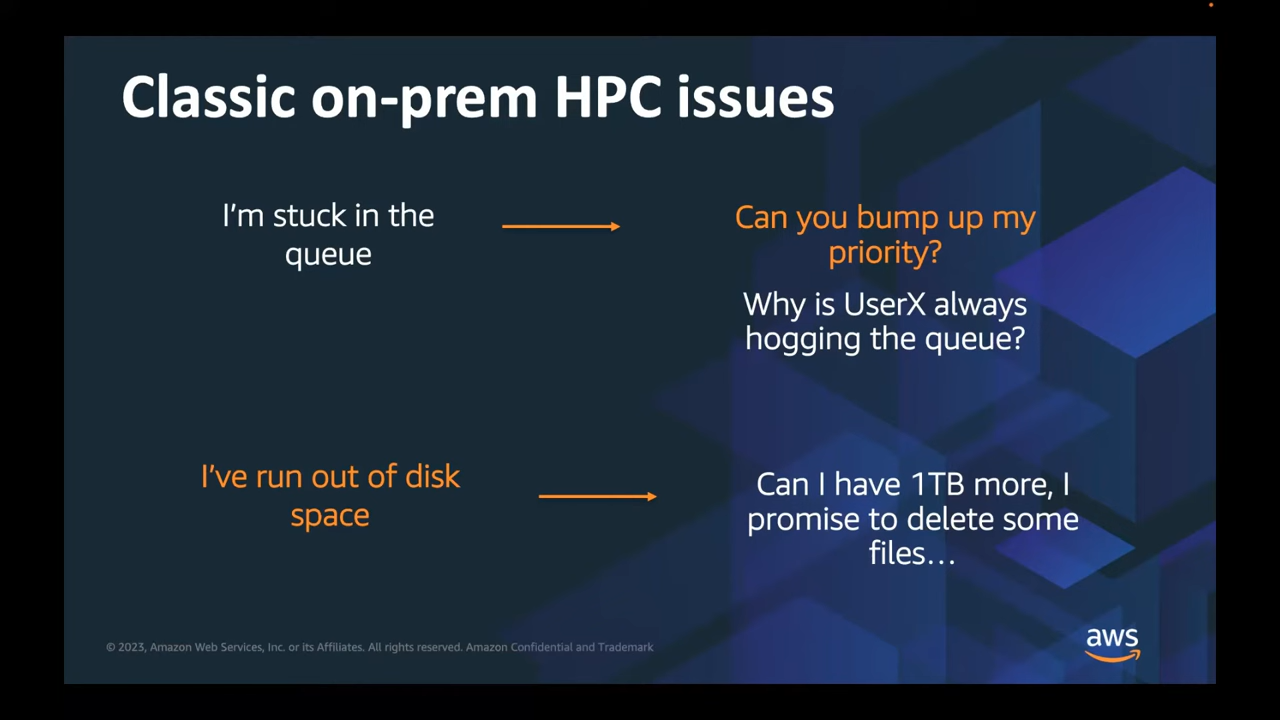 Classic on-prem HPC issues
I'm stuck in the
queue
Can you bump up my
priority?
Why is UserX always
hogging the queue?
I've run out of disk
space
Can I have 1TB more, I
promise to delete some
files…
© 2023, Amazon Web Services, Inc. or its Affiliates. All rights reserved. Amazon Confidential and Trademark
aws